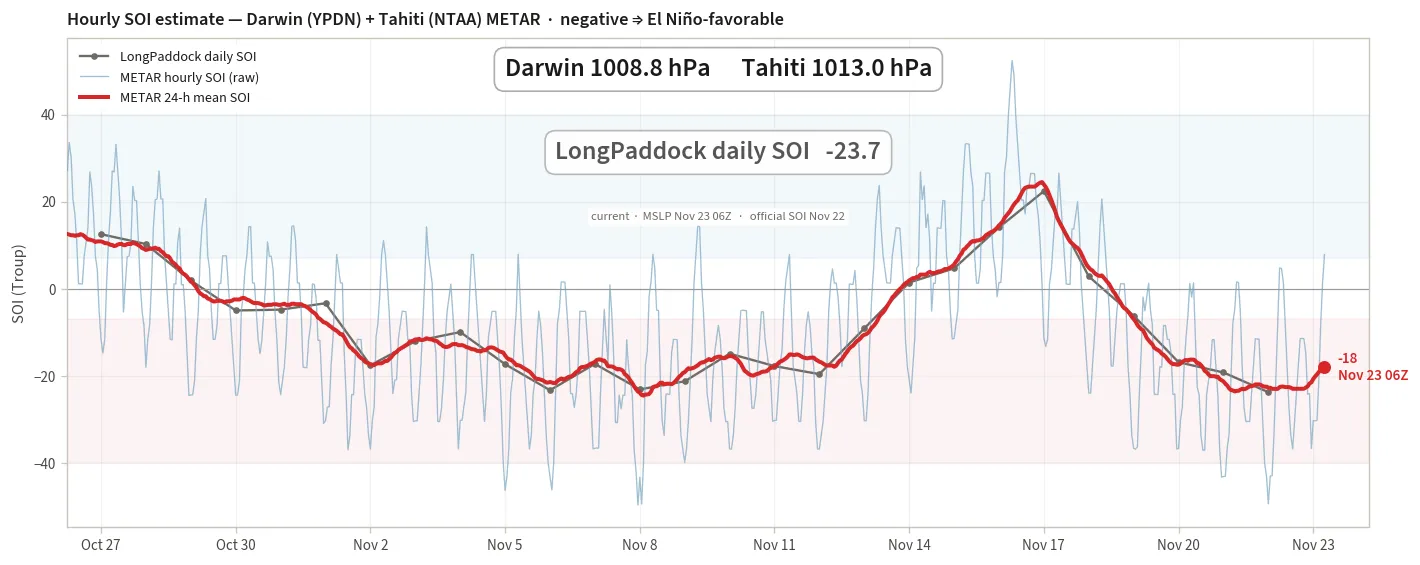 Hourly SOI estimate — Darwin (YPDN) + Tahiti (NTAA) METAR · negative ⇒ El Niño-favorable
LongPaddock daily SOI
METAR hourly SOI (raw)
METAR 24-h mean SOI
Darwin 1008.8 hPa Tahiti 1013.0 hPa
LongPaddock daily SOI -23.7
current · MSLP Nov 23 06Z · official SOI Nov 22
SOI (Troup)
40
20
0
−20
−40
-18
Nov 23 06Z
Oct 27 Oct 30 Nov 2 Nov 5 Nov 8 Nov 11 Nov 14 Nov 17 Nov 20 Nov 23